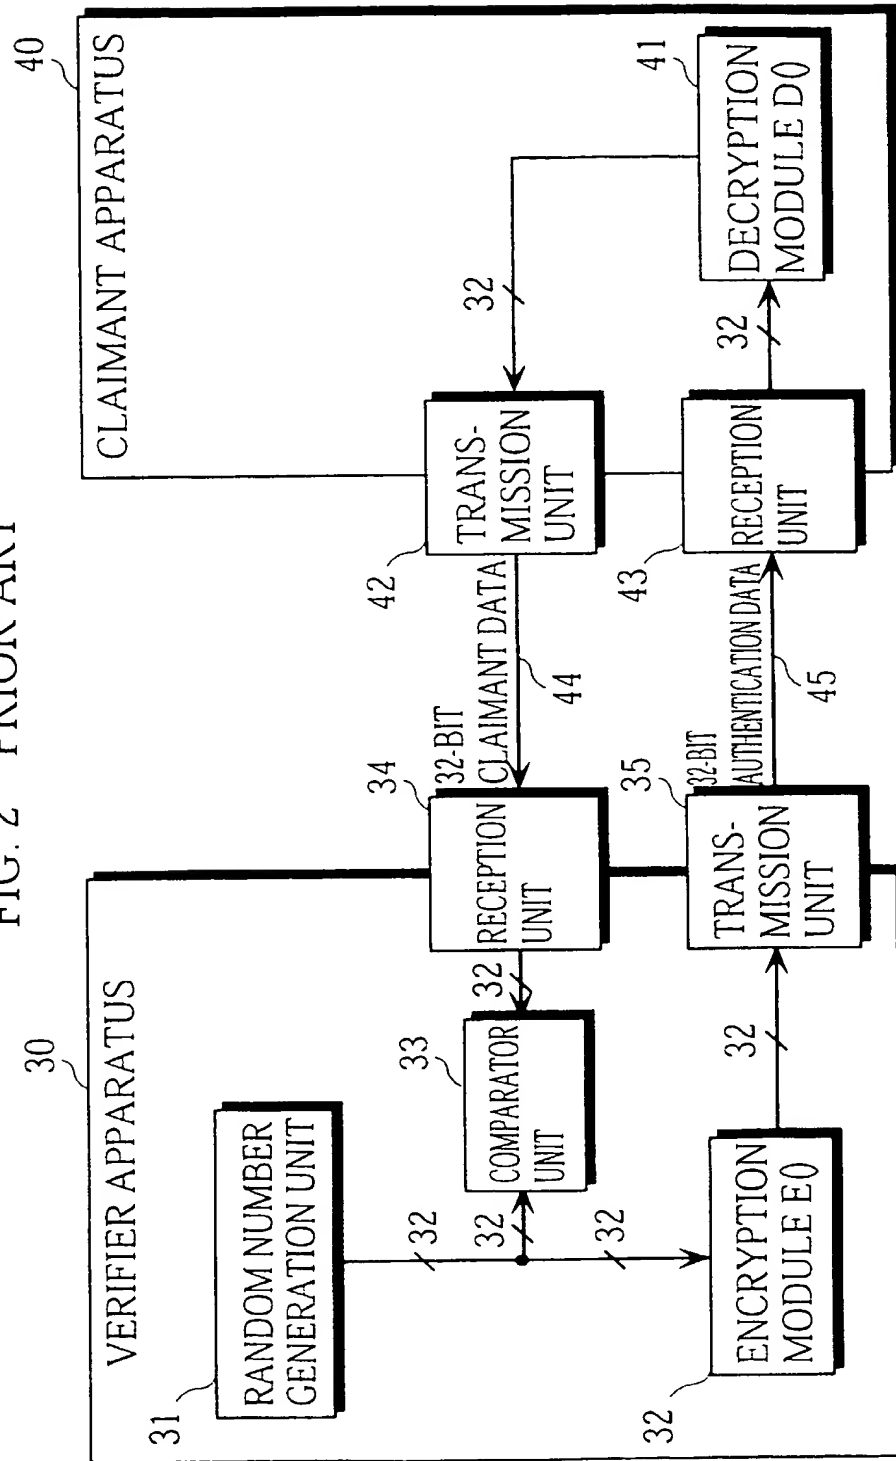 FIG. 2 PRIOR ART
30
VERIFIER APPARATUS
31
RANDOM NUMBER
GENERATION UNIT
32
32
32
33
COMPARATOR
UNIT
32
34
RECEPTION
UNIT
32-BIT
CLAIMANT DATA
44
32
ENCRYPTION
MODULE E0
32
35
TRANS-
MISSION
UNIT
32-BIT
AUTHENTICATION DATA
45
40
CLAIMANT APPARATUS
42
TRANS-
MISSION
UNIT
32
43
RECEPTION
UNIT
32
41
DECRYPTION
MODULE D0